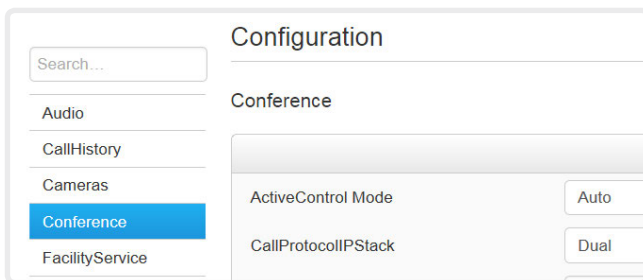 Configuration
Search...
Conference
Audio
CallHistory
Cameras
Conference
FacilityService
ActiveControl Mode
Auto
CallProtocolIPStack
Dual